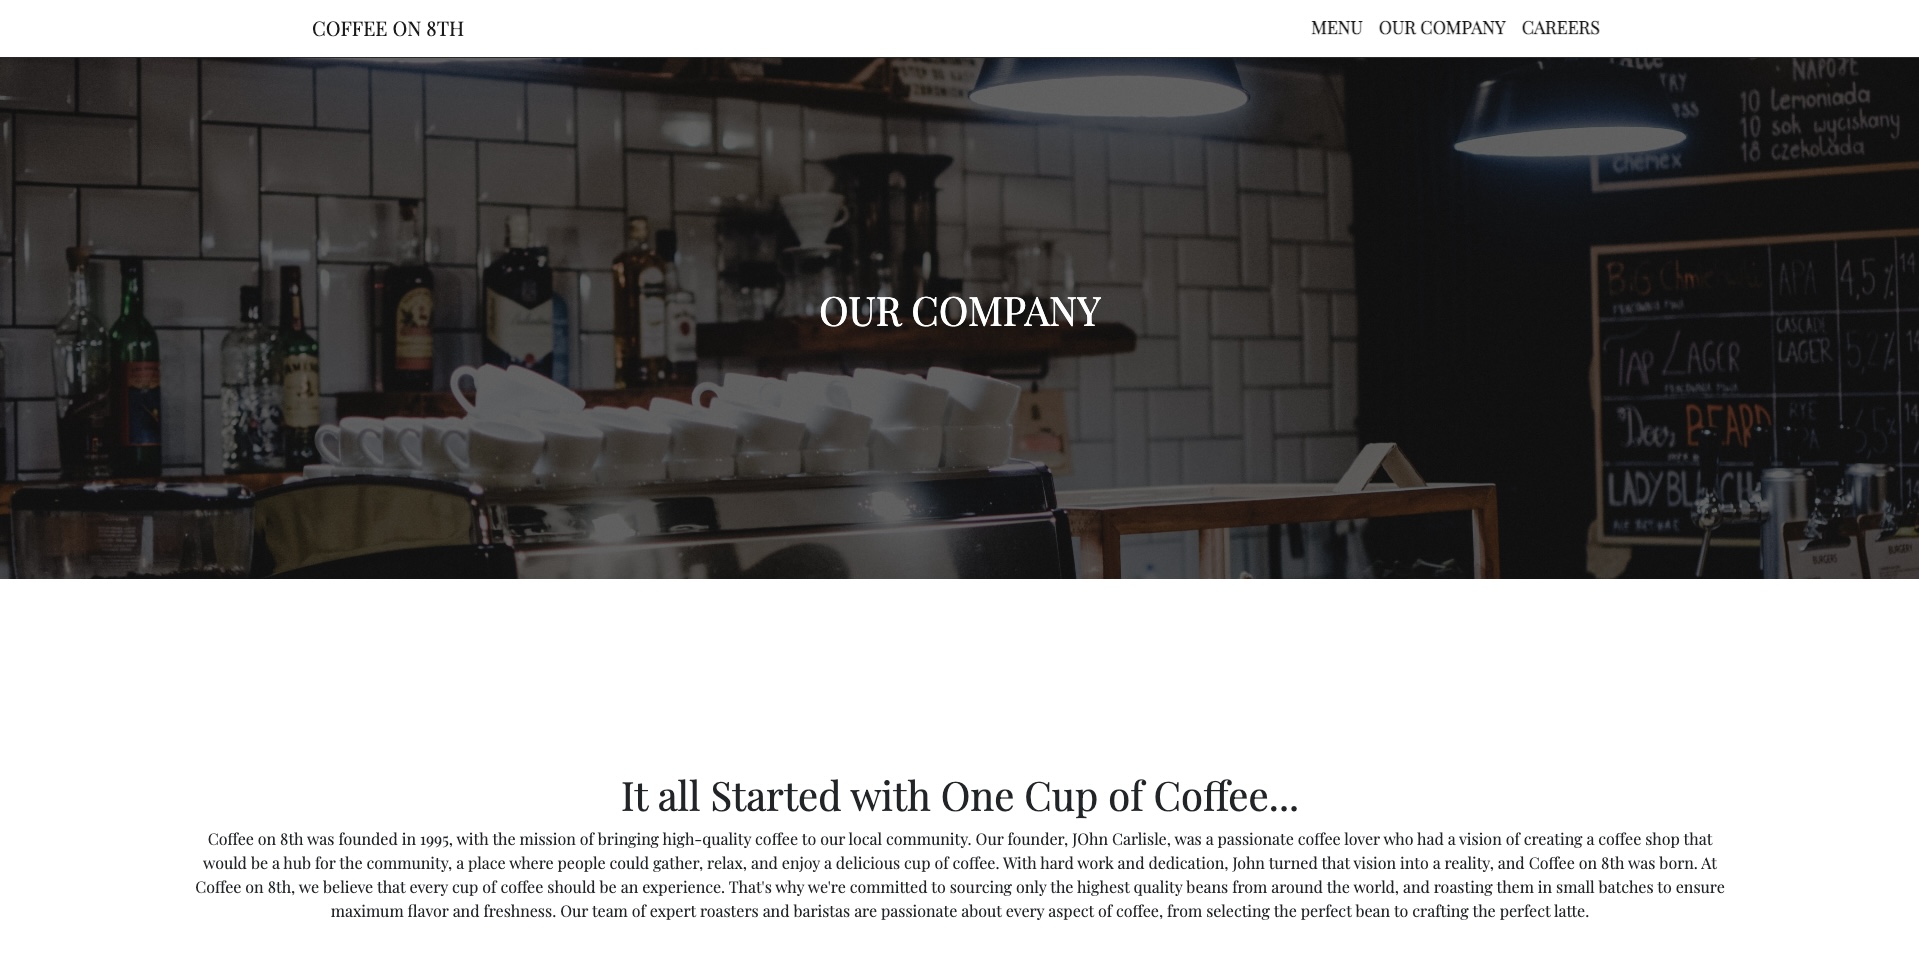 COFFEE ON 8TH
MENU OUR COMPANY CAREERS
NAPOJE
TRY
10 lemoniada
10 sok wyciskany
18 czekolada
chemex
OUR COMPANY
APA 4,5%
TAP LAGER
CASCADE
LAGER 5,2%
BEARD
LADY
BURGERS
It all Started with One Cup of Coffee...
Coffee on 8th was founded in 1995, with the mission of bringing high-quality coffee to our local community. Our founder, JOhn Carlisle, was a passionate coffee lover who had a vision of creating a coffee shop that
would be a hub for the community, a place where people could gather, relax, and enjoy a delicious cup of coffee. With hard work and dedication, John turned that vision into a reality, and Coffee on 8th was born. At
Coffee on 8th, we believe that every cup of coffee should be an experience. That's why we're committed to sourcing only the highest quality beans from around the world, and roasting them in small batches to ensure
maximum flavor and freshness. Our team of expert roasters and baristas are passionate about every aspect of coffee, from selecting the perfect bean to crafting the perfect latte.